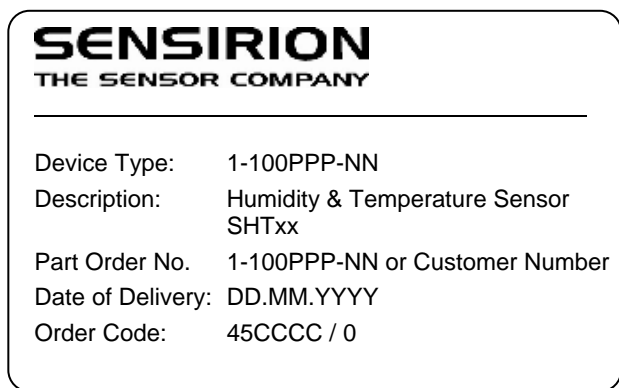 SENSIRION
THE SENSOR COMPANY
Device Type: 1-100PPP-NN
Description: Humidity & Temperature Sensor
SHTxx
Part Order No. 1-100PPP-NN or Customer Number
Date of Delivery: DD.MM.YYYY
Order Code: 45CCCC / 0